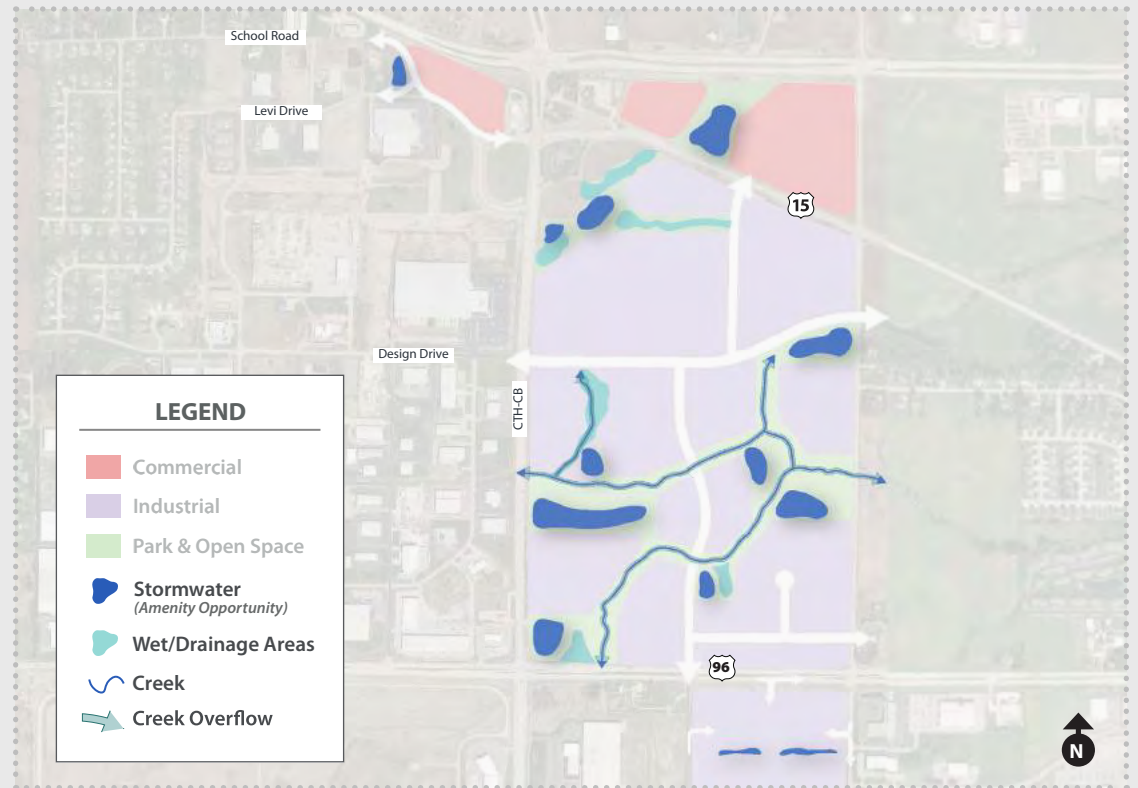 School Road
Levi Drive
15
Design Drive
CTH-CB
LEGEND
Commercial
Industrial
Park & Open Space
Stormwater
(Amenity Opportunity)
Wet/Drainage Areas
Creek
Creek Overflow
96
N